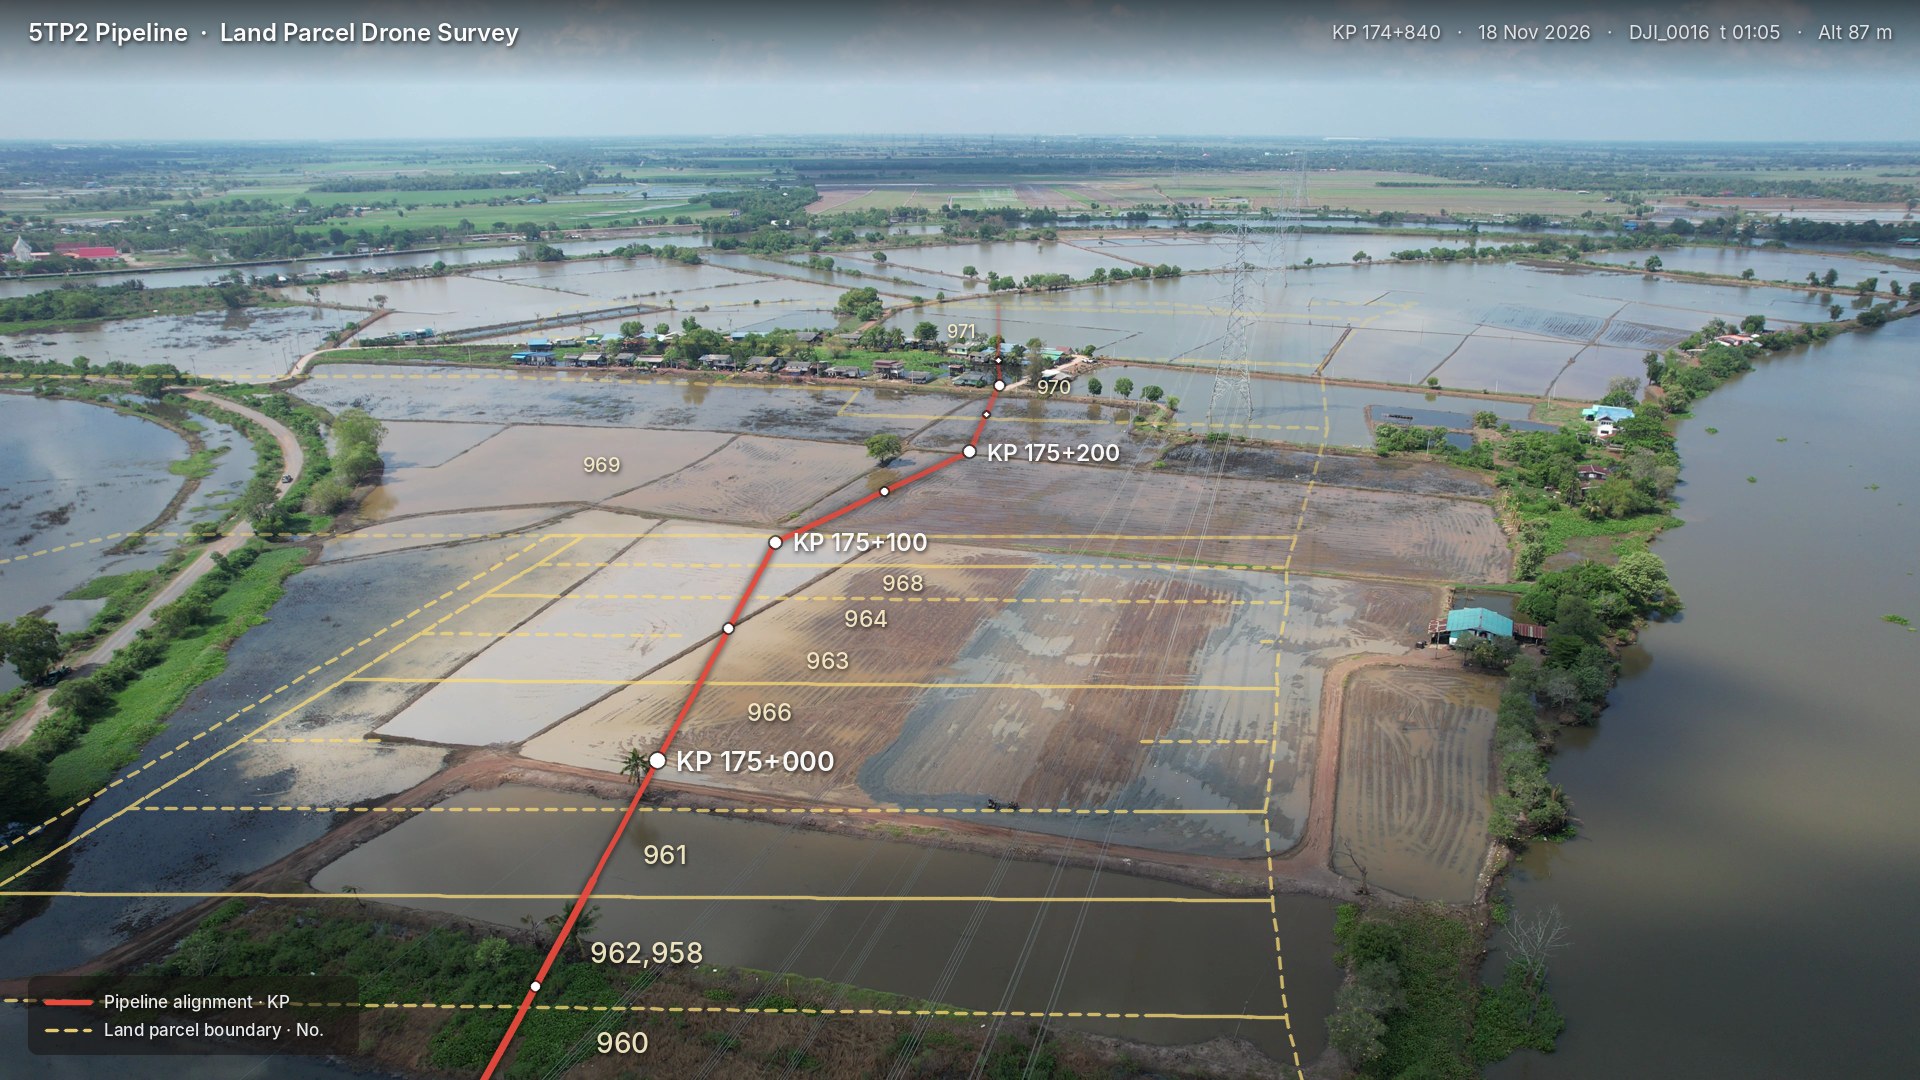 5TP2 Pipeline · Land Parcel Drone Survey
KP 174+840 · 18 Nov 2026 · DJI_0016 t 01:05 · Alt 87 m
971
970
KP 175+200
969
KP 175+100
968
964
963
966
KP 175+000
961
962,958
960
Pipeline alignment · KP
Land parcel boundary · No.